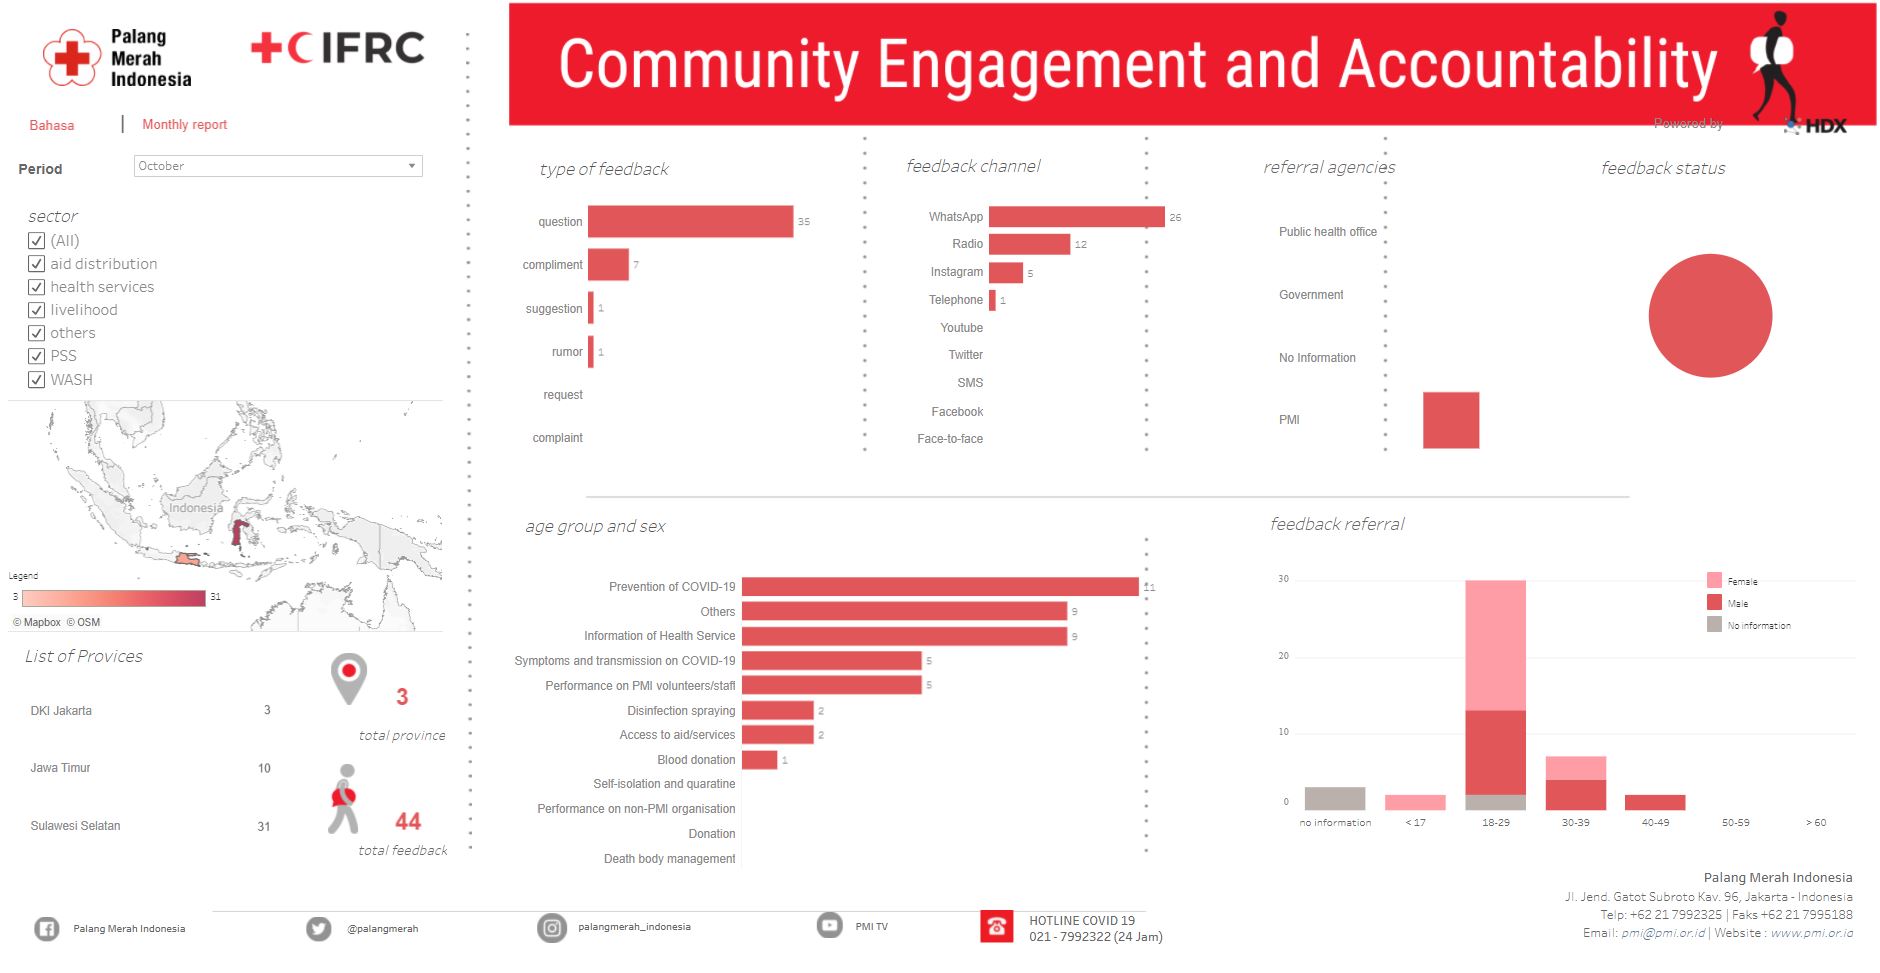 Palang
Merah
Indonesia
IFRC
Community Engagement and Accountability
Powered by HDX
Bahasa | Monthly report
Period October
sector
(All)
aid distribution
health services
livelihood
others
PSS
WASH
Indonesia
Legend
3 31
© Mapbox © OSM
List of Provices
DKI Jakarta 3
Jawa Timur 10
Sulawesi Selatan 31
3
total province
44
total feedback
type of feedback
question 35
compliment 7
suggestion 1
rumor 1
request
complaint
feedback channel
WhatsApp 26
Radio 12
Instagram 5
Telephone 1
Youtube
Twitter
SMS
Facebook
Face-to-face
referral agencies
Public health office
Government
No Information
PMI
feedback status
age group and sex
Prevention of COVID-19 11
Others 9
Information of Health Service 9
Symptoms and transmission on COVID-19 5
Performance on PMI volunteers/staff 5
Disinfection spraying 2
Access to aid/services 2
Blood donation 1
Self-isolation and quaratine
Performance on non-PMI organisation
Donation
Death body management
feedback referral
30
20
10
0
Female
Male
No information
no information < 17 18-29 30-39 40-49 50-59 > 60
Palang Merah Indonesia
Jl. Jend. Gatot Subroto Kav. 96, Jakarta - Indonesia
Telp: +62 21 7992325 | Faks +62 21 7995188
Email: pmi@pmi.or.id | Website : www.pmi.or.id
Palang Merah Indonesia
@palangmerah
palangmerah_indonesia
PMI TV
HOTLINE COVID 19
021 - 7992322 (24 Jam)